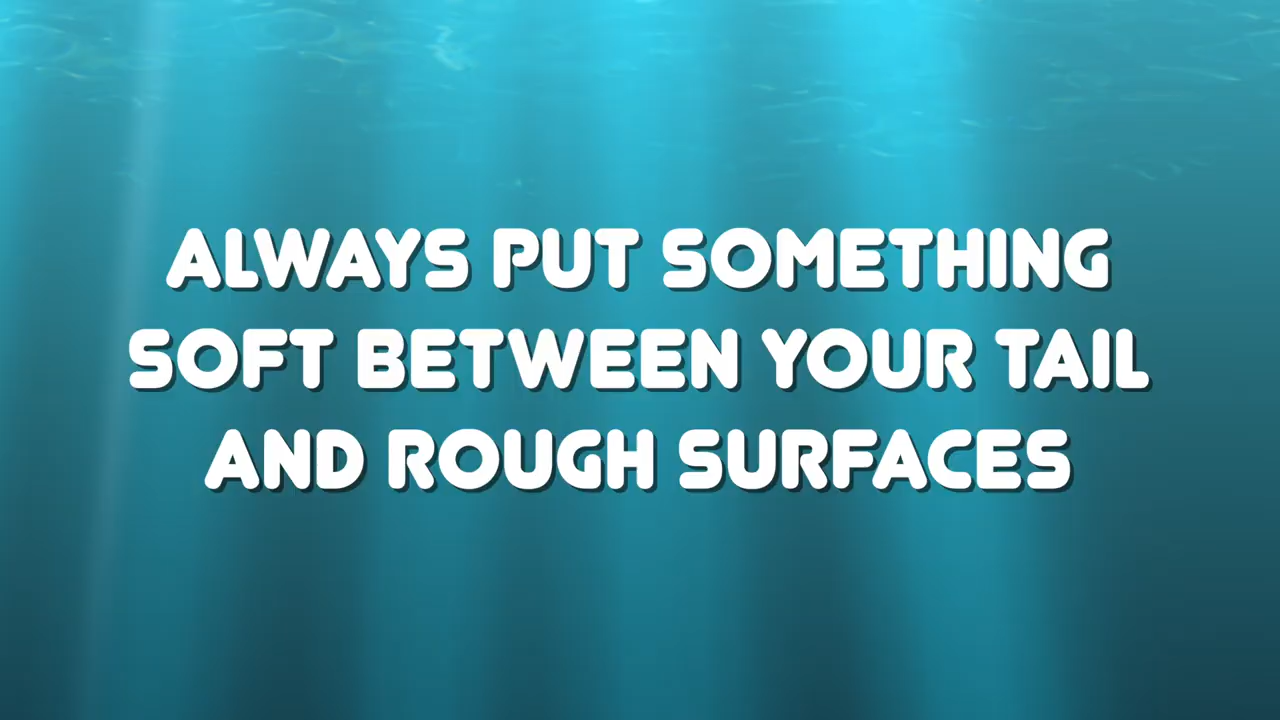 ALWAYS PUT SOMETHING
SOFT BETWEEN YOUR TAIL
AND ROUGH SURFACES